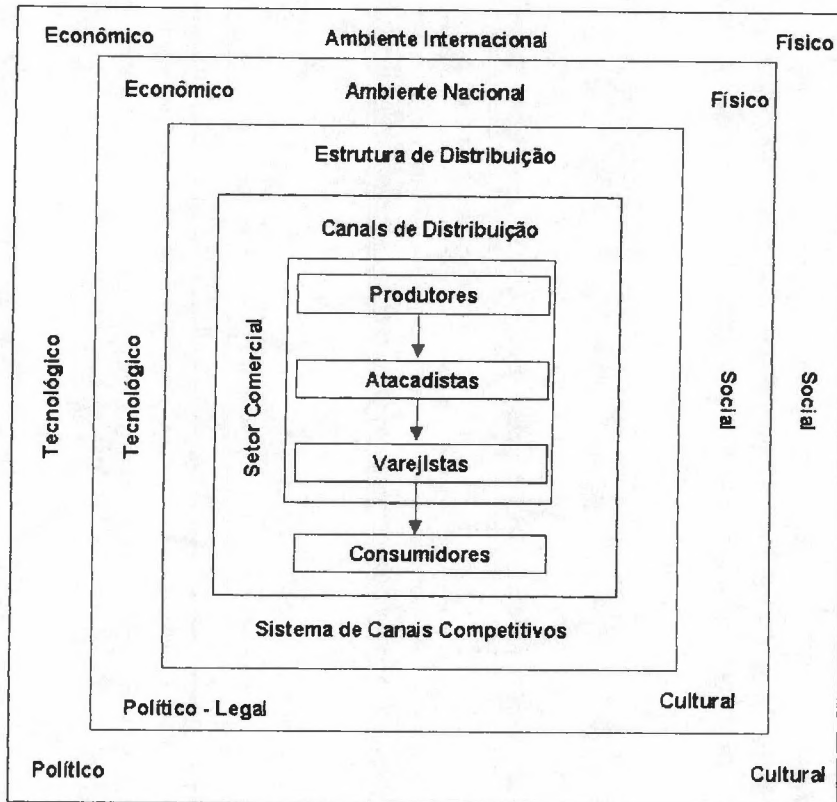 Econômico
Ambiente Internacional
Físico
Econômico
Ambiente Nacional
Físico
Estrutura de Distribuição
Canais de Distribuição
Produtores
Tecnológico
Tecnológico
Setor Comercial
Atacadistas
Social
Social
Varejistas
Consumidores
Sistema de Canais Competitivos
Político - Legal
Cultural
Político
Cultural